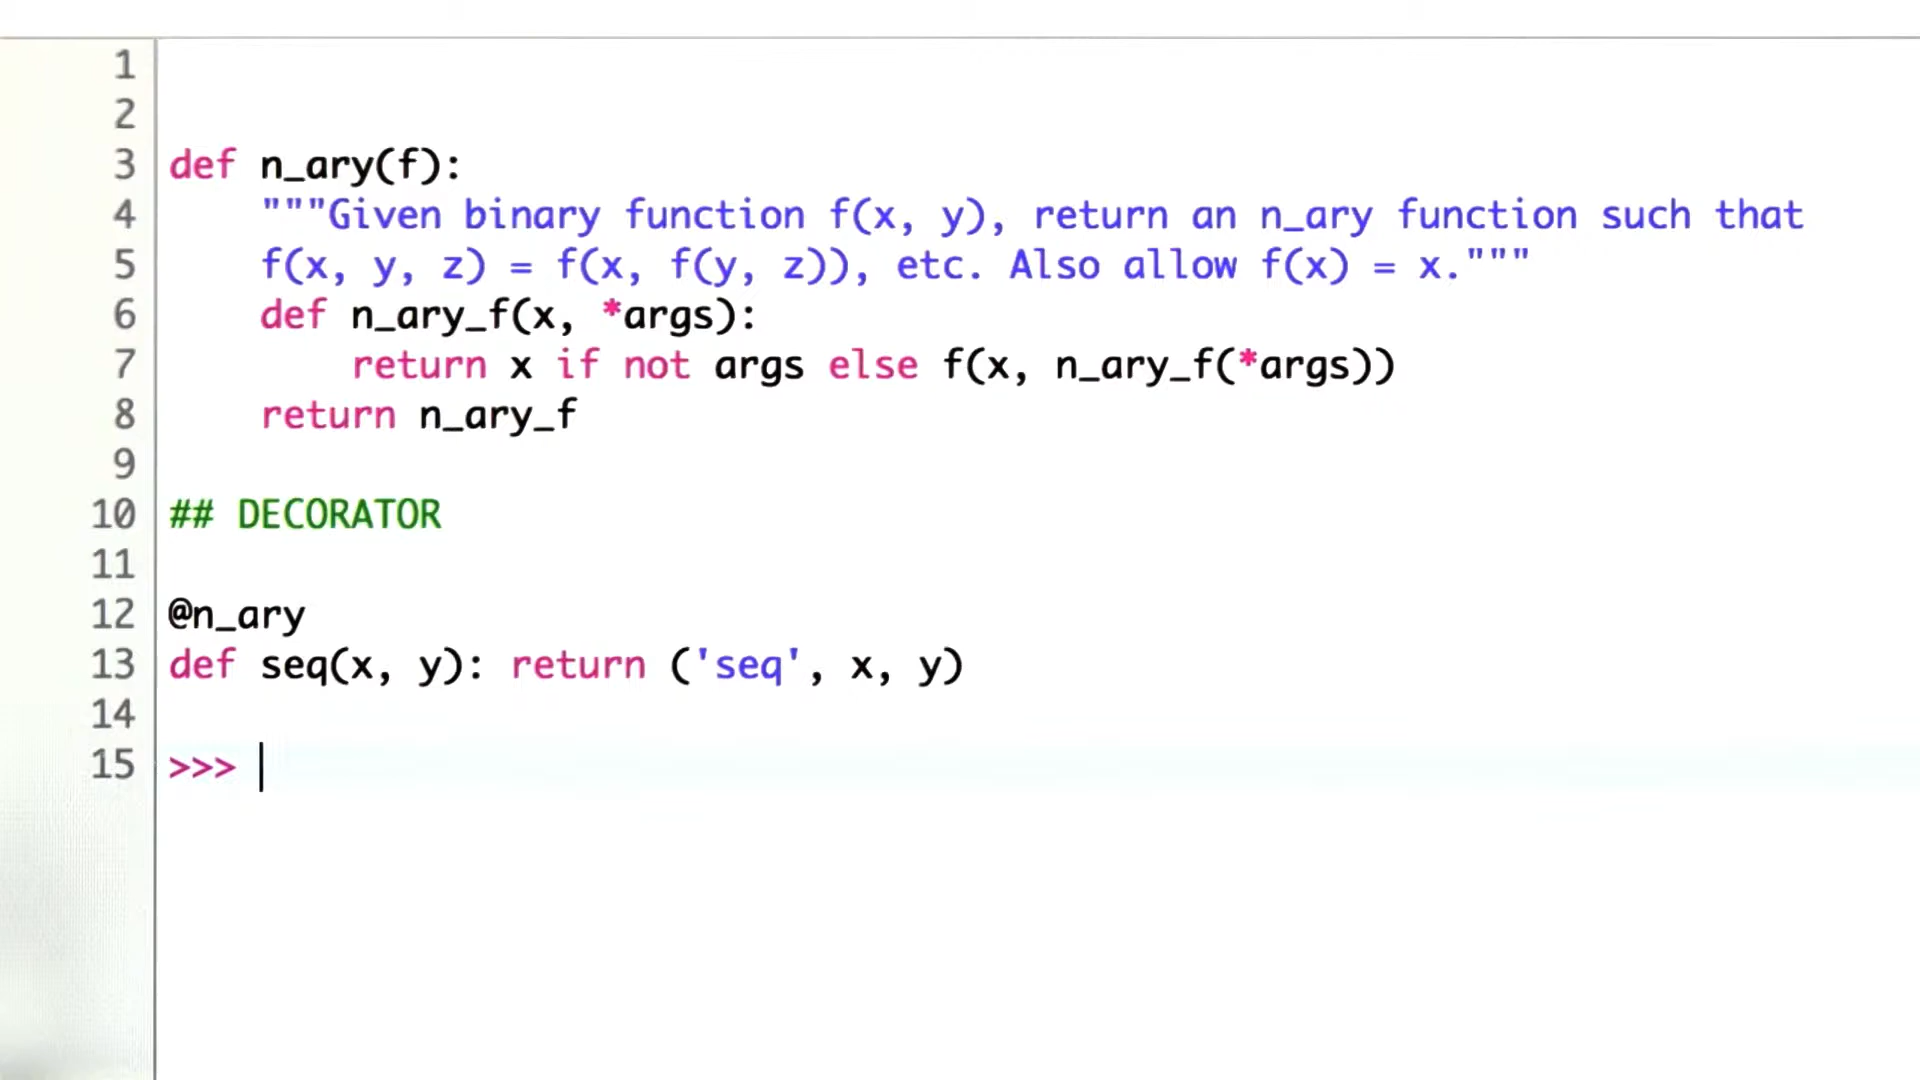 1
2
3 def n_ary(f):
4     """Given binary function f(x, y), return an n_ary function such that
5     f(x, y, z) = f(x, f(y, z)), etc. Also allow f(x) = x."""
6     def n_ary_f(x, *args):
7         return x if not args else f(x, n_ary_f(*args))
8     return n_ary_f
9
10 ## DECORATOR
11
12 @n_ary
13 def seq(x, y): return ('seq', x, y)
14
15 >>>